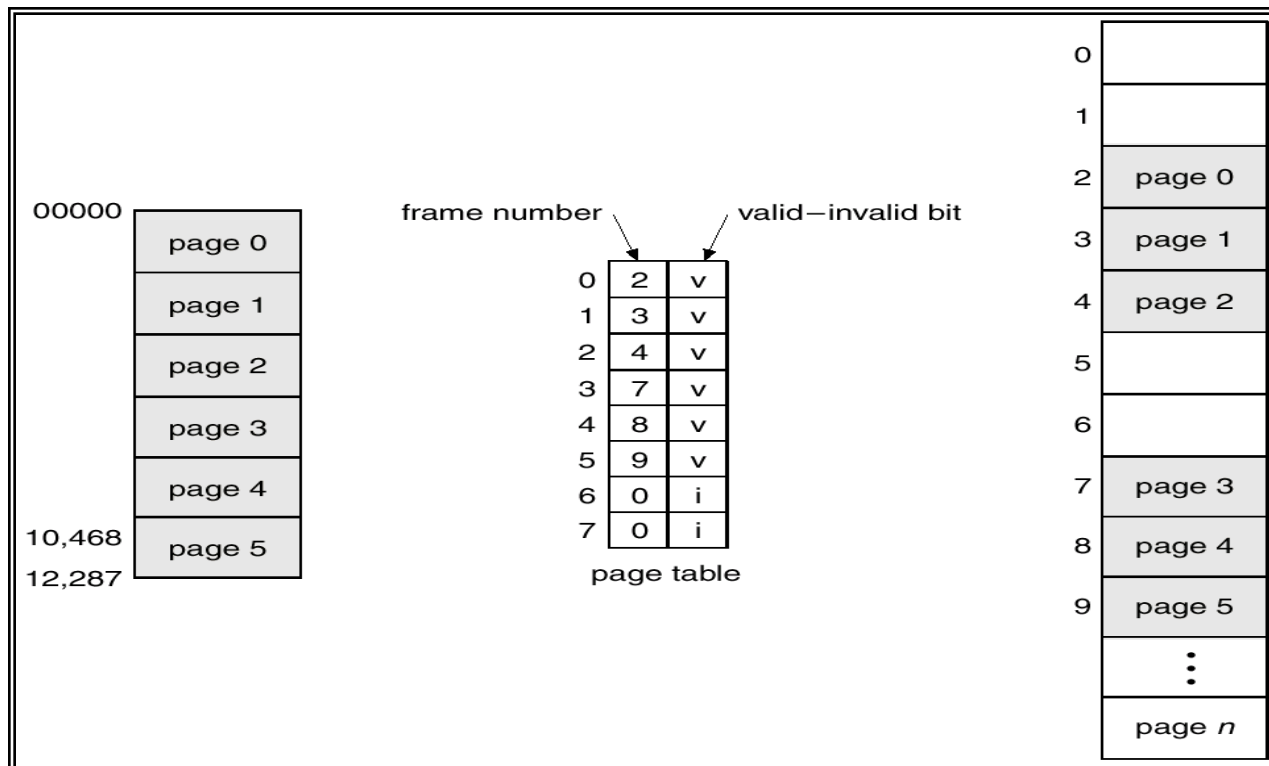 00000
page 0
page 1
page 2
page 3
page 4
10,468
page 5
12,287
frame number
valid–invalid bit
0 2 v
1 3 v
2 4 v
3 7 v
4 8 v
5 9 v
6 0 i
7 0 i
page table
0
1
2 page 0
3 page 1
4 page 2
5
6
7 page 3
8 page 4
9 page 5
page n